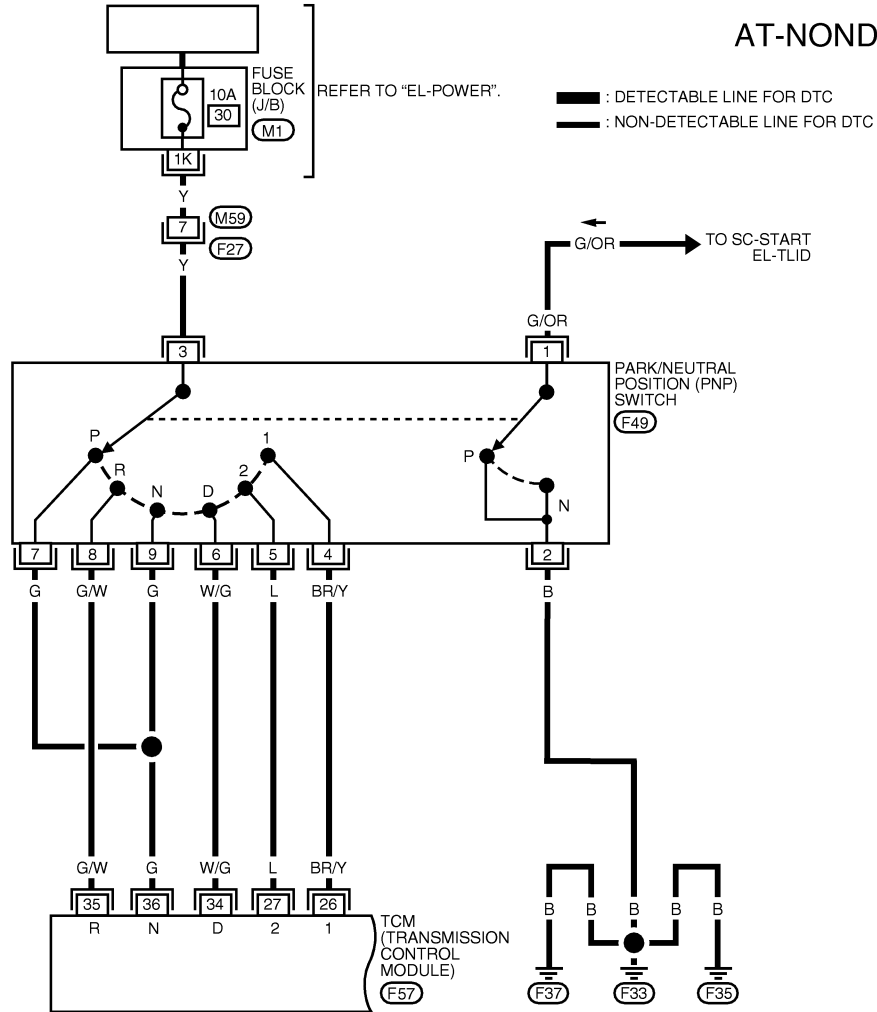 AT-NOND
FUSE
BLOCK
(J/B)
10A
30
M1
REFER TO “EL-POWER”.
: DETECTABLE LINE FOR DTC
: NON-DETECTABLE LINE FOR DTC
1K
Y
7
M59
F27
Y
G/OR
TO SC-START
EL-TLID
G/OR
3
1
PARK/NEUTRAL
POSITION (PNP)
SWITCH
F49
P
R
N
D
2
1
P
N
7
8
9
6
5
4
2
G
G/W
G
W/G
L
BR/Y
B
G/W
G
W/G
L
BR/Y
35
36
34
27
26
R
N
D
2
1
TCM
(TRANSMISSION
CONTROL
MODULE)
F57
B
B
B
B
B
F37
F33
F35